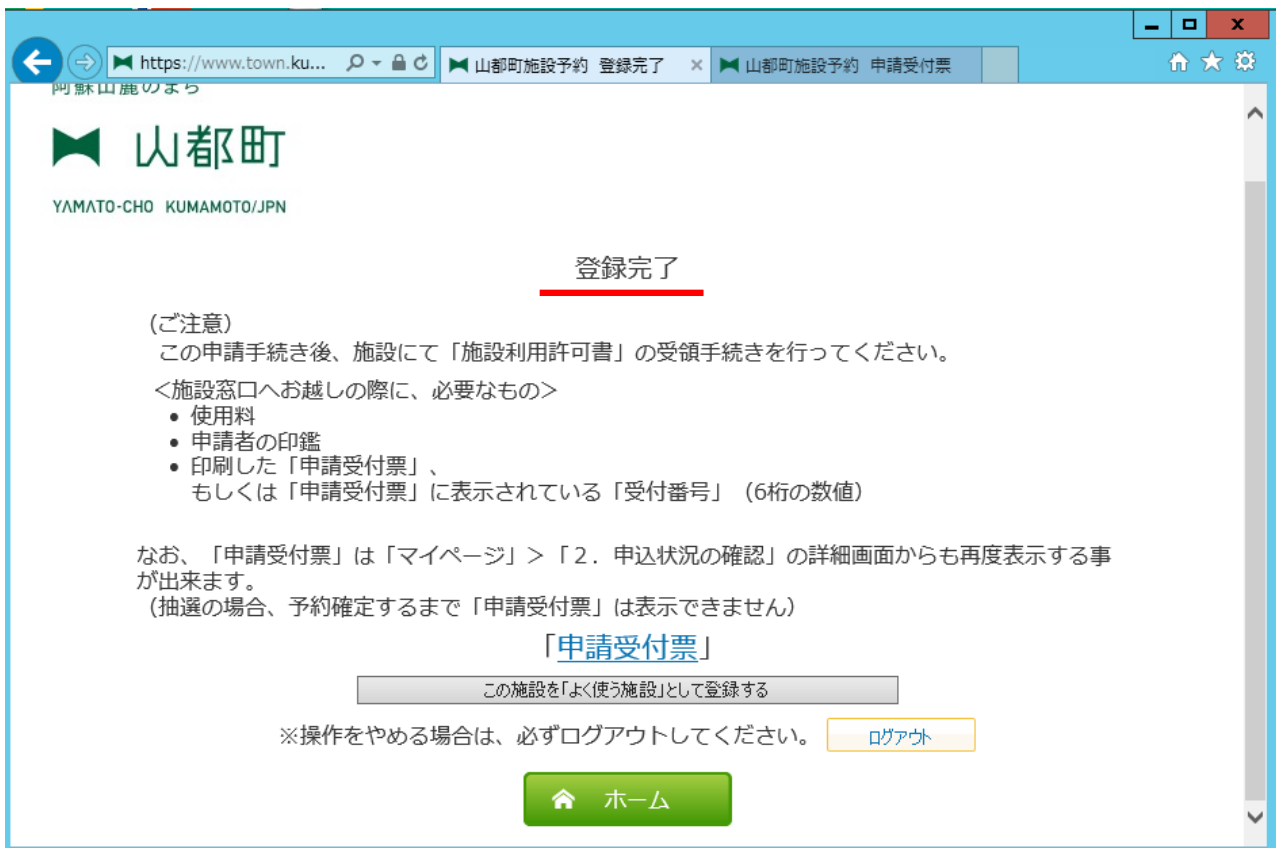 https://www.town.ku...
山都町施設予約 登録完了
山都町施設予約 申請受付票
阿蘇山麓のまち
山都町
YAMATO-CHO KUMAMOTO/JPN
登録完了
（ご注意）
この申請手続き後、施設にて「施設利用許可書」の受領手続きを行ってください。
＜施設窓口へお越しの際に、必要なもの＞
• 使用料
• 申請者の印鑑
• 印刷した「申請受付票」、
もしくは「申請受付票」に表示されている「受付番号」（6桁の数値）
なお、「申請受付票」は「マイページ」＞「２．申込状況の確認」の詳細画面からも再度表示する事
が出来ます。
（抽選の場合、予約確定するまで「申請受付票」は表示できません）
「申請受付票」
この施設を「よく使う施設」として登録する
※操作をやめる場合は、必ずログアウトしてください。 ログアウト
ホーム